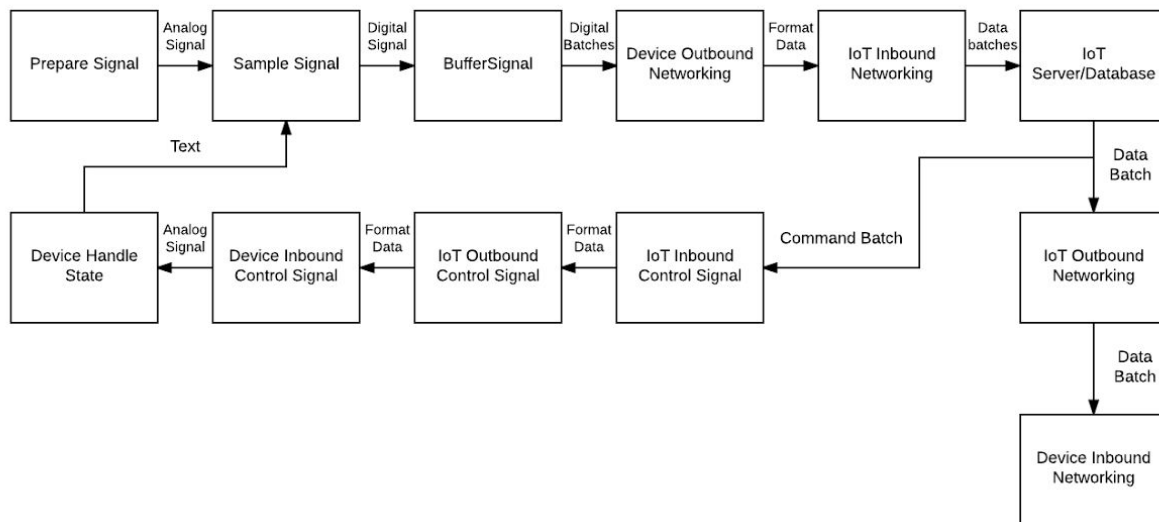 Analog
Signal
Digital
Signal
Digital
Batches
Format
Data
Data
batches
Prepare Signal
Sample Signal
BufferSignal
Device Outbound
Networking
IoT Inbound
Networking
IoT
Server/Database
Text
Data
Batch
Command Batch
Device Handle
State
Analog
Signal
Device Inbound
Control Signal
Format
Data
IoT Outbound
Control Signal
Format
Data
IoT Inbound
Control Signal
IoT Outbound
Networking
Data
Batch
Device Inbound
Networking